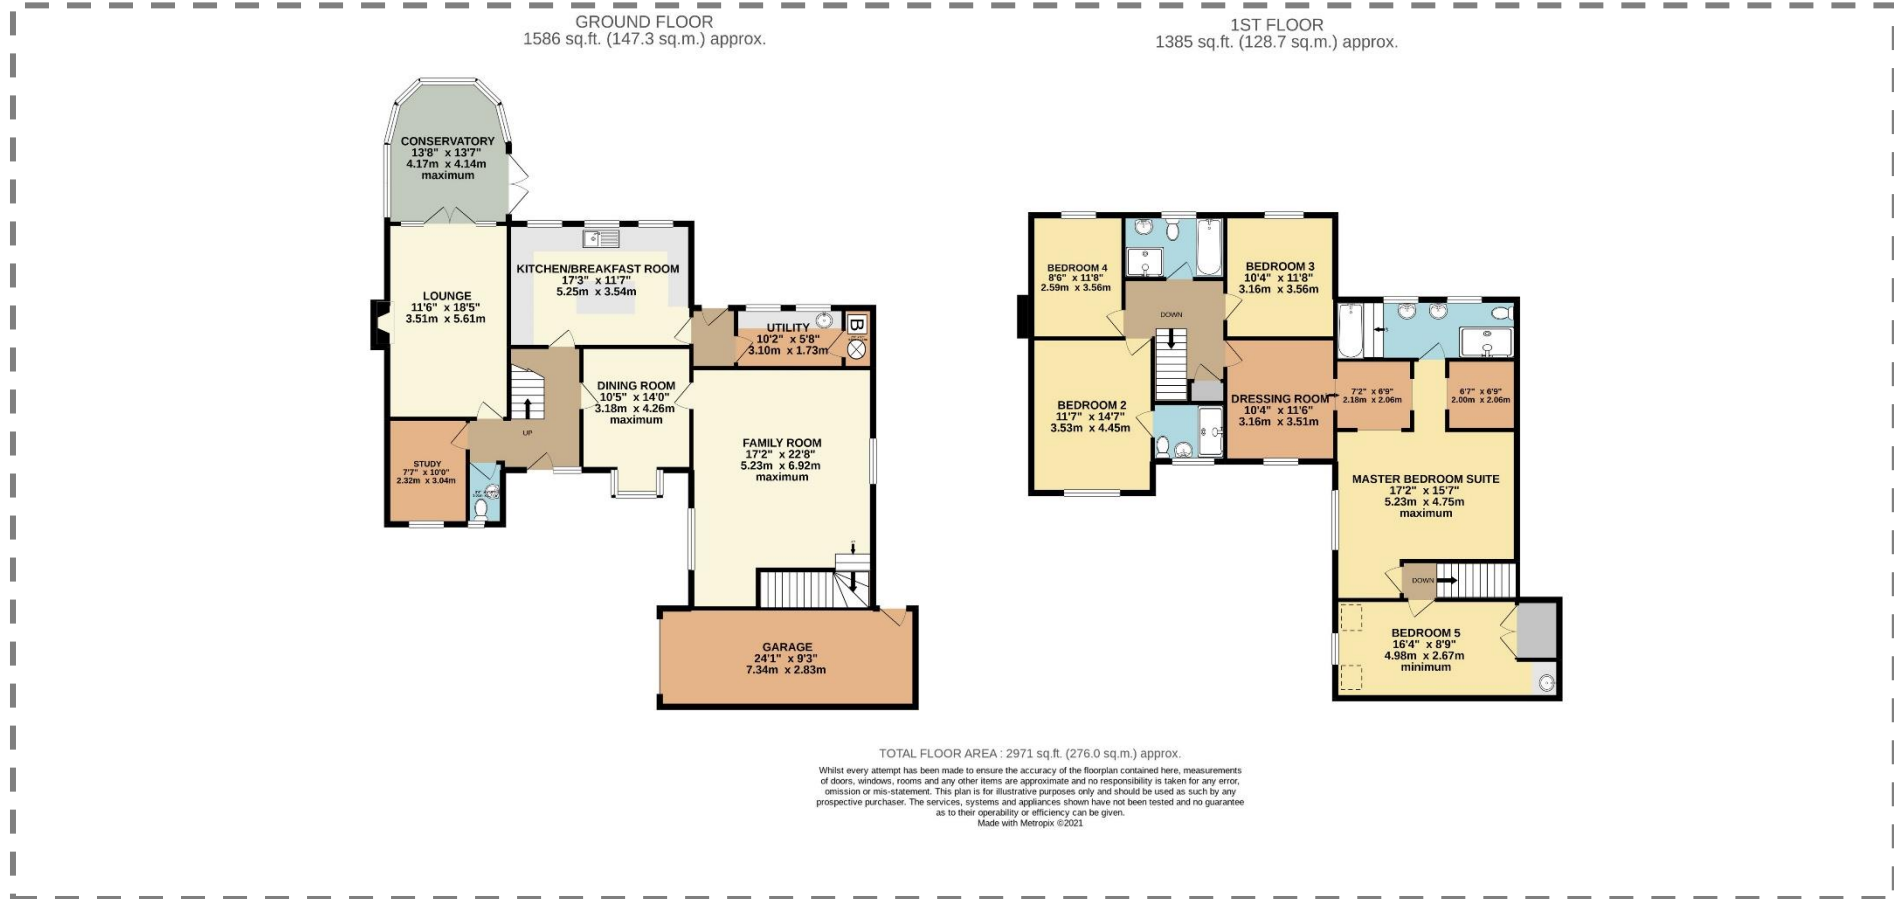 GROUND FLOOR
1586 sq.ft. (147.3 sq.m.) approx.
CONSERVATORY
13'8" x 13'7"
4.17m x 4.14m
maximum
KITCHEN/BREAKFAST ROOM
17'3" x 11'7"
5.25m x 3.54m
LOUNGE
11'6" x 18'5"
3.51m x 5.61m
UTILITY
10'2" x 5'8"
3.10m x 1.73m
B
DINING ROOM
10'5" x 14'0"
3.18m x 4.26m
maximum
UP
STUDY
7'7" x 10'0"
2.32m x 3.04m
FAMILY ROOM
17'2" x 22'8"
5.23m x 6.92m
maximum
GARAGE
24'1" x 9'3"
7.34m x 2.83m
1ST FLOOR
1385 sq.ft. (128.7 sq.m.) approx.
BEDROOM 4
8'6" x 11'8"
2.59m x 3.56m
BEDROOM 3
10'4" x 11'8"
3.16m x 3.56m
DOWN
BEDROOM 2
11'7" x 14'7"
3.53m x 4.45m
DRESSING ROOM
10'4" x 11'6"
3.16m x 3.51m
7'2" x 6'9"
2.18m x 2.06m
6'7" x 6'9"
2.00m x 2.06m
MASTER BEDROOM SUITE
17'2" x 15'7"
5.23m x 4.75m
maximum
DOWN
BEDROOM 5
16'4" x 8'9"
4.98m x 2.67m
minimum
TOTAL FLOOR AREA : 2971 sq.ft. (276.0 sq.m.) approx.
Whilst every attempt has been made to ensure the accuracy of the floorplan contained here, measurements
of doors, windows, rooms and any other items are approximate and no responsibility is taken for any error,
omission or mis-statement. This plan is for illustrative purposes only and should be used as such by any
prospective purchaser. The services, systems and appliances shown have not been tested and no guarantee
as to their operability or efficiency can be given.
Made with Metropix ©2021